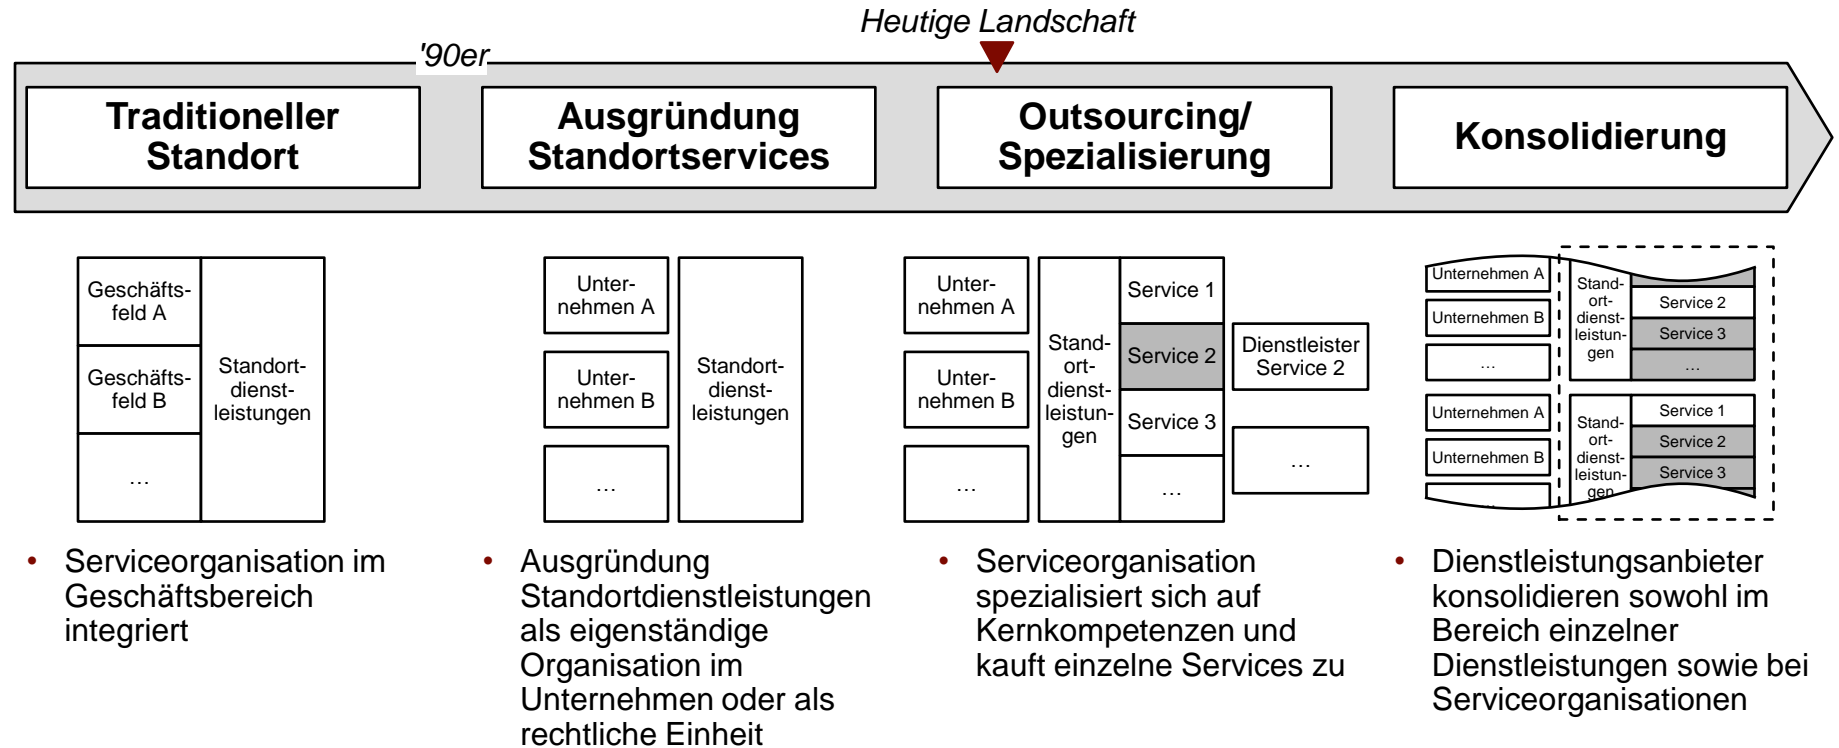 Heutige Landschaft
'90er
Traditioneller
Standort
Ausgründung
Standortservices
Outsourcing/
Spezialisierung
Konsolidierung
Geschäfts-
feld A
Geschäfts-
feld B
…
Standort-
dienst-
leistungen
Unter-
nehmen A
Unter-
nehmen B
…
Standort-
dienst-
leistungen
Unter-
nehmen A
Unter-
nehmen B
…
Stand-
ort-
dienst-
leistun-
gen
Service 1
Service 2
Service 3
…
Dienstleister
Service 2
…
Unternehmen A
Unternehmen B
…
Stand-
ort-
dienst-
leistun-
gen
Service 2
Service 3
…
Unternehmen A
Unternehmen B
…
Stand-
ort-
dienst-
leistun-
gen
Service 1
Service 2
Service 3
• Serviceorganisation im
Geschäftsbereich
integriert
• Ausgründung
Standortdienstleistungen
als eigenständige
Organisation im
Unternehmen oder als
rechtliche Einheit
• Serviceorganisation
spezialisiert sich auf
Kernkompetenzen und
kauft einzelne Services zu
• Dienstleistungsanbieter
konsolidieren sowohl im
Bereich einzelner
Dienstleistungen sowie bei
Serviceorganisationen